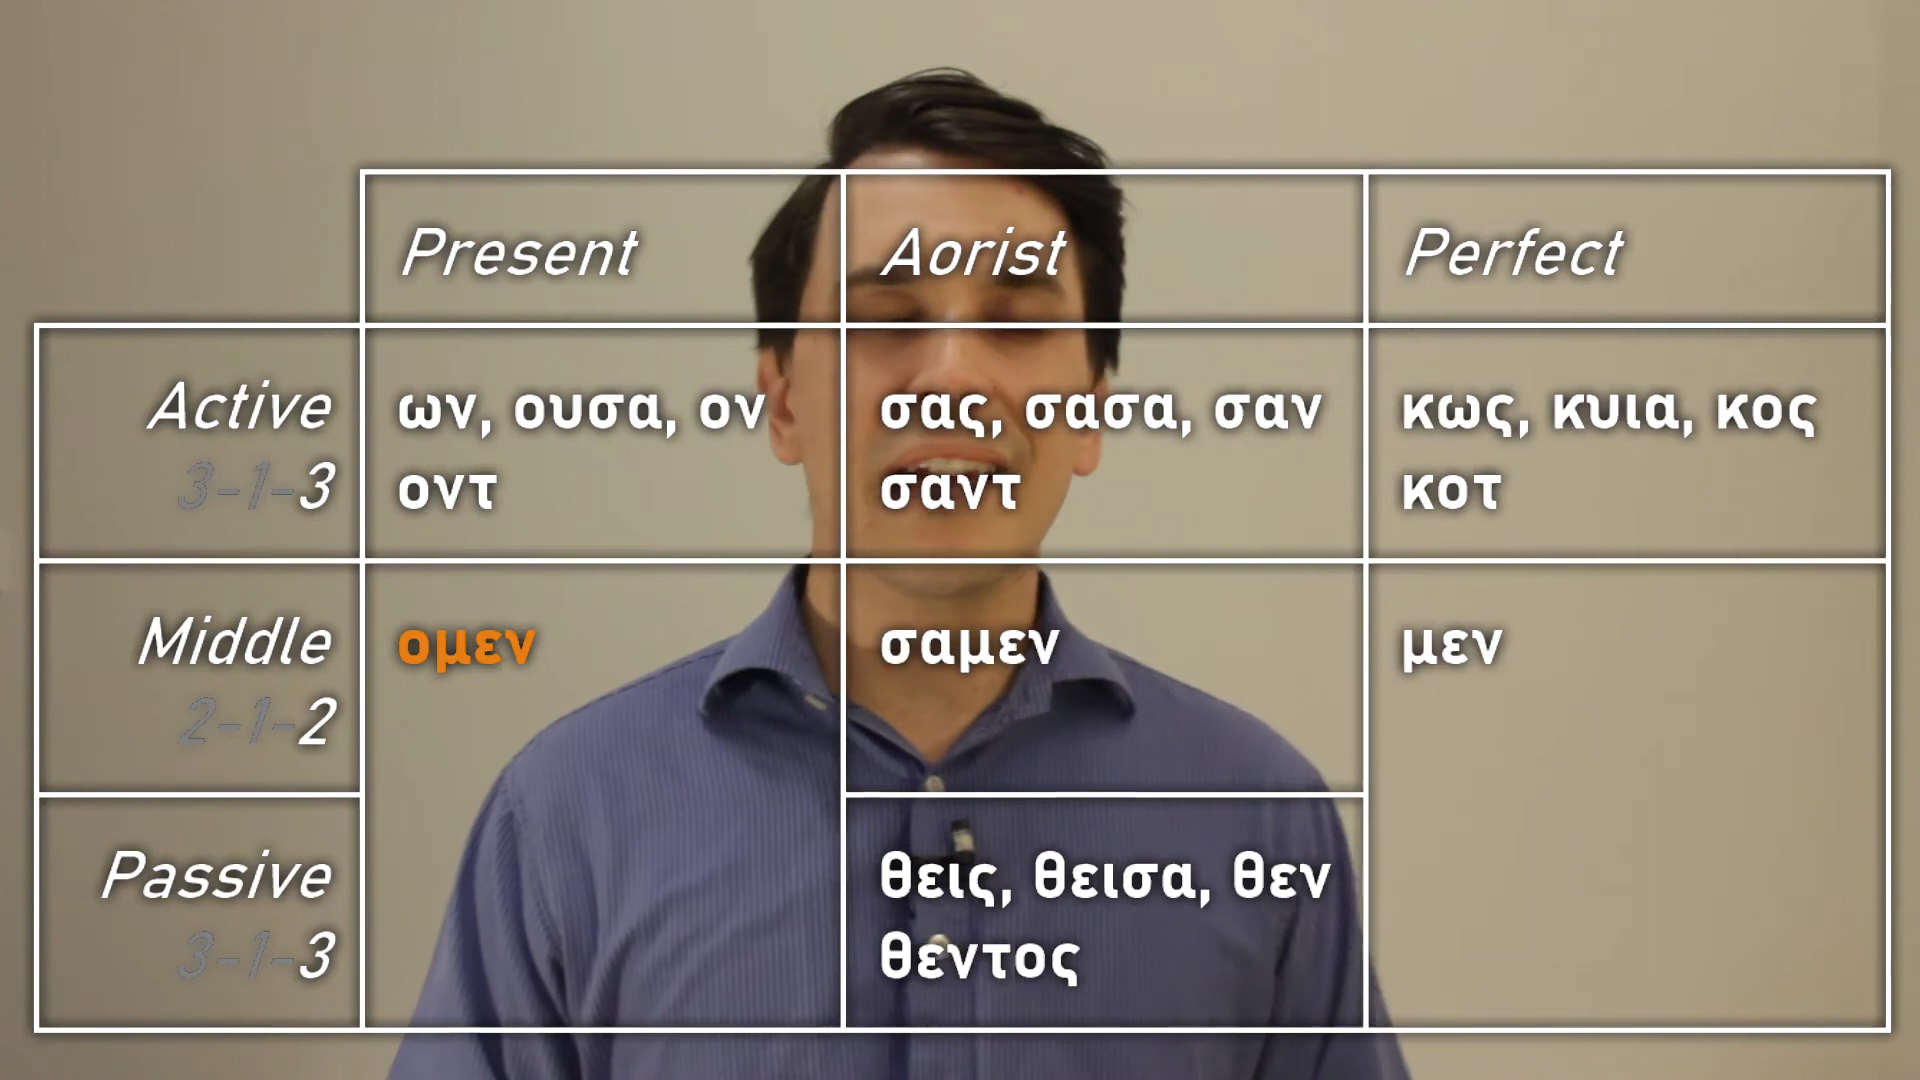 Present Aorist Perfect
Active ων, ουσα, ον σας, σασα, σαν κως, κυια, κος
3-1-3 οντ σαντ κοτ
Middle ομεν σαμεν μεν
2-1-2
Passive θεις, θεισα, θεν
3-1-3 θεντος